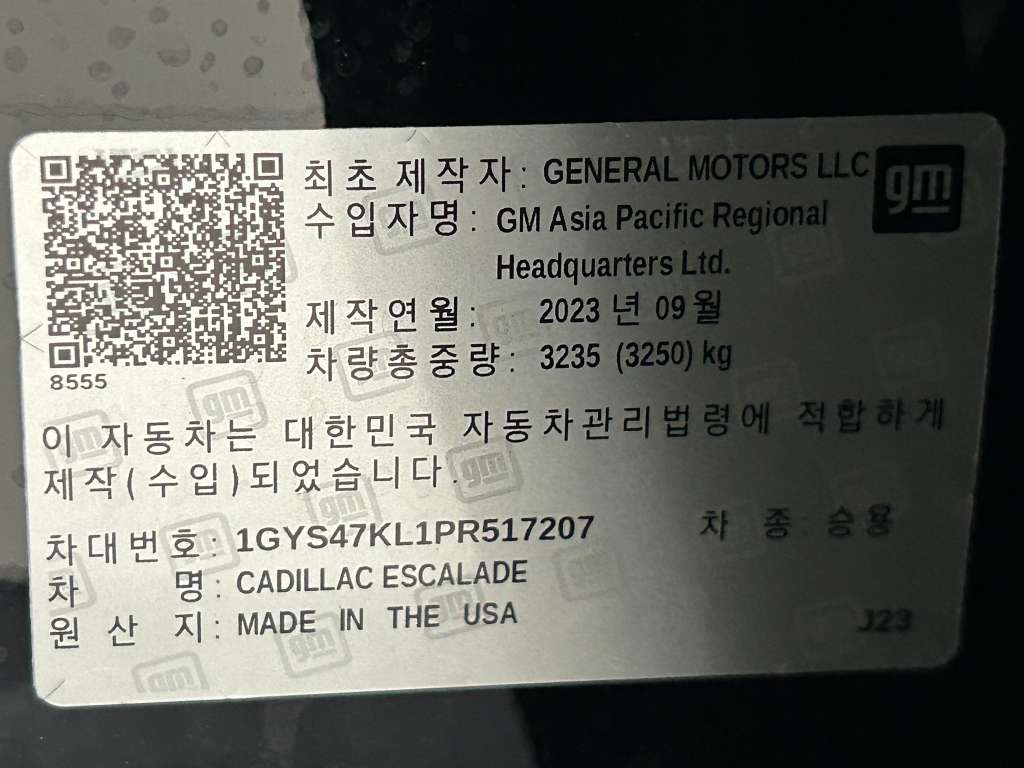 최초 제작자: GENERAL MOTORS LLC
gm
수입자명: GM Asia Pacific Regional
Headquarters Ltd.
제작연월: 2023 년 09 월
차량총중량: 3235 (3250) kg
8555
이 자동차는 대한민국 자동차관리법령에 적합하게
제작(수입)되었습니다.
차대번호: 1GYS47KL1PR517207 차 종: 승용
차 명: CADILLAC ESCALADE
원 산 지: MADE IN THE USA
J23